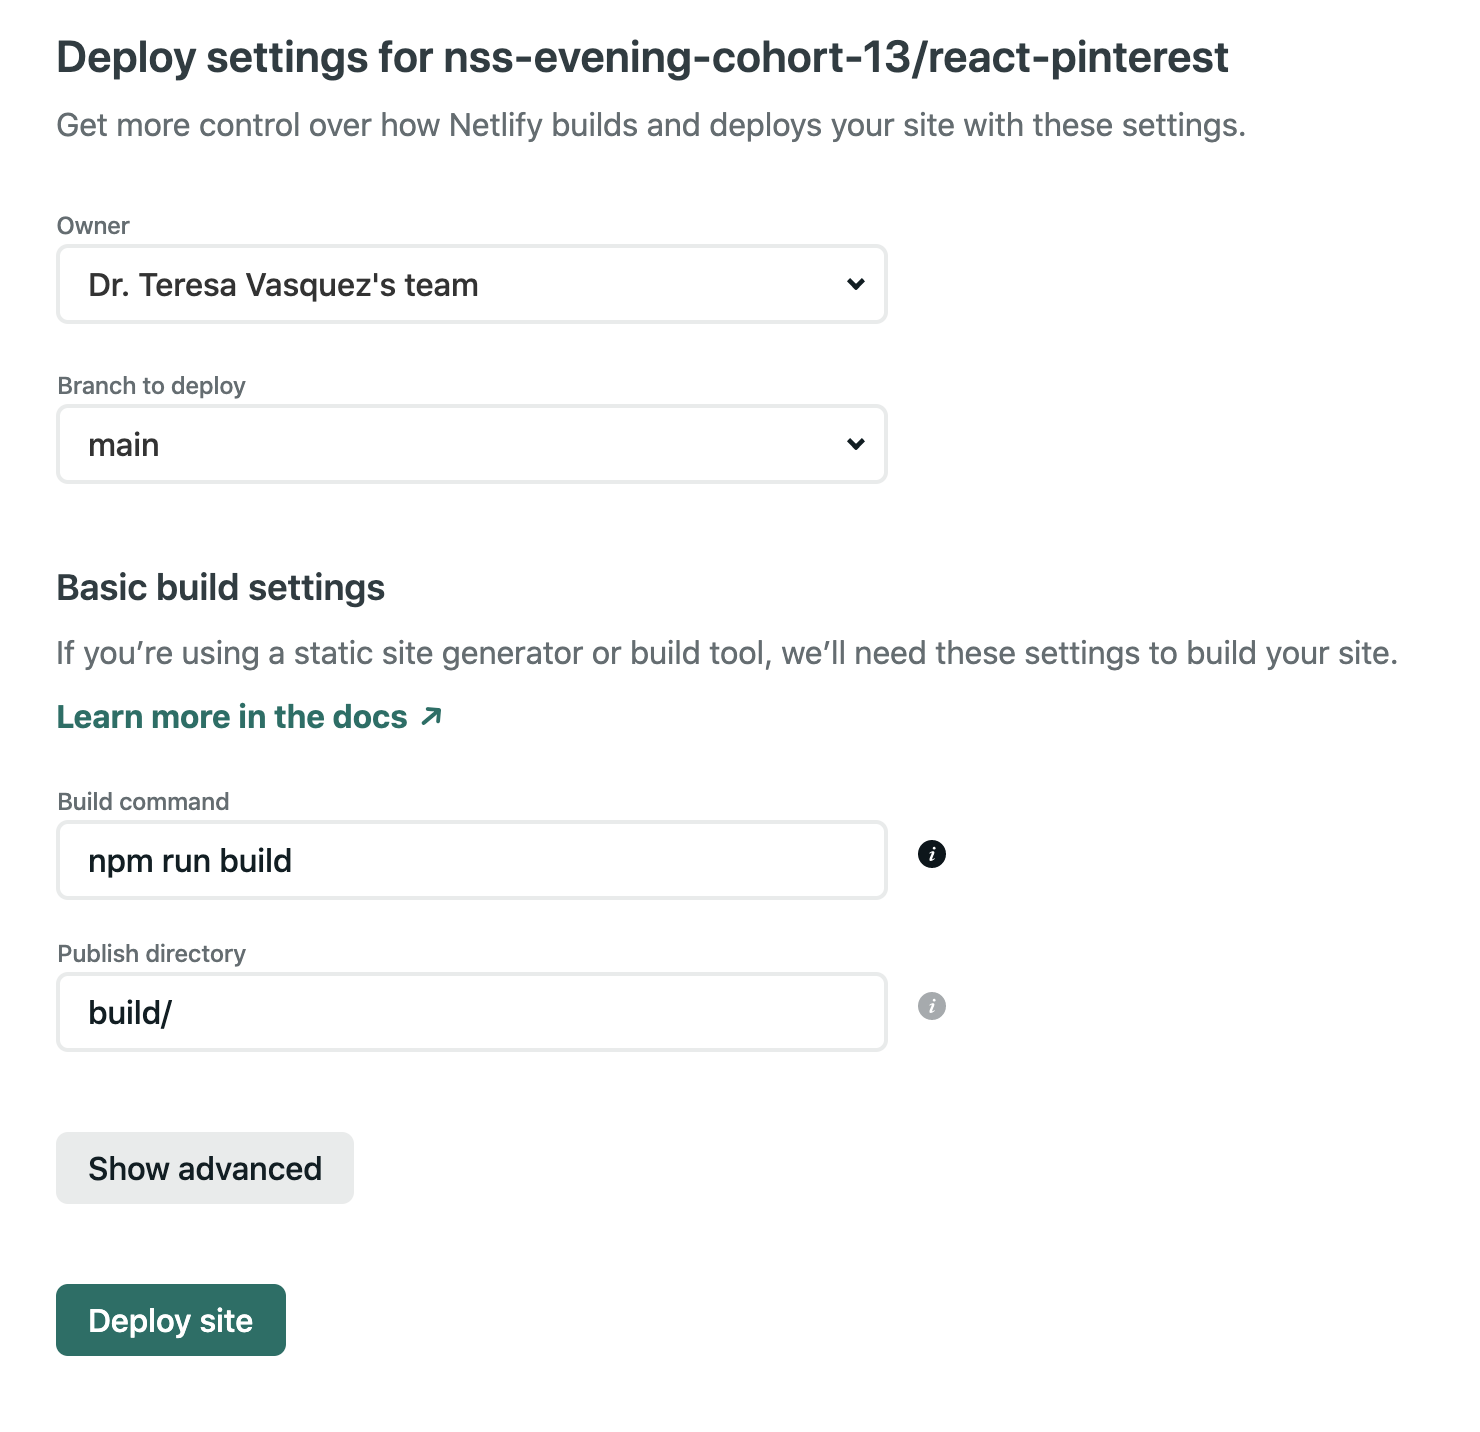 Deploy settings for nss-evening-cohort-13/react-pinterest
Get more control over how Netlify builds and deploys your site with these settings.
Owner
Dr. Teresa Vasquez's team
Branch to deploy
main
Basic build settings
If you’re using a static site generator or build tool, we’ll need these settings to build your site.
Learn more in the docs ↗
Build command
npm run build
i
Publish directory
build/
i
Show advanced
Deploy site